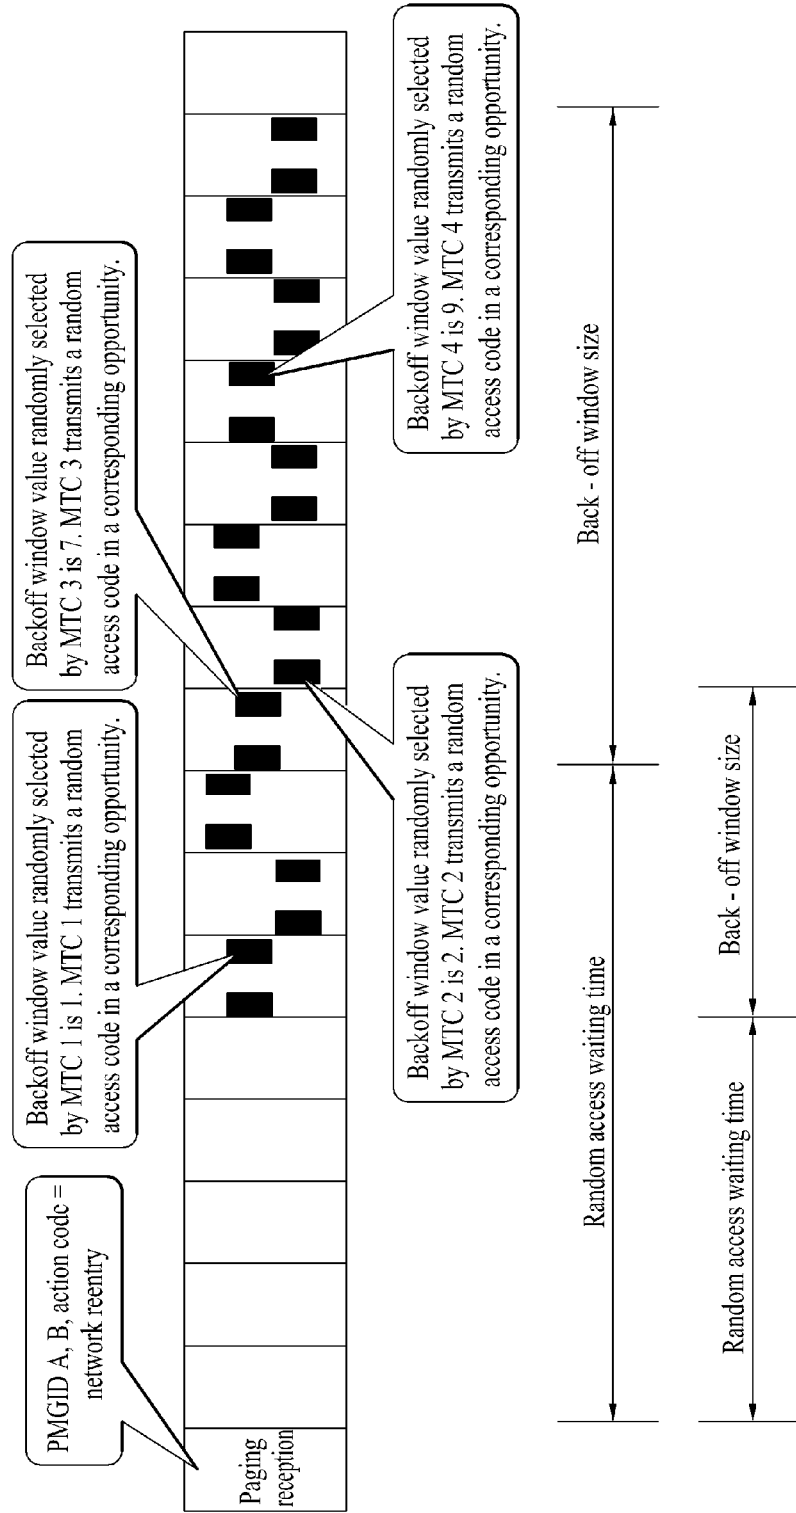 PMGID A, B, action code =
network reentry
Backoff window value randomly selected
by MTC 1 is 1. MTC 1 transmits a random
access code in a corresponding opportunity.
Backoff window value randomly selected
by MTC 3 is 7. MTC 3 transmits a random
access code in a corresponding opportunity.
Paging
reception
Backoff window value randomly selected
by MTC 2 is 2. MTC 2 transmits a random
access code in a corresponding opportunity.
Backoff window value randomly selected
by MTC 4 is 9. MTC 4 transmits a random
access code in a corresponding opportunity.
Random access waiting time
Back - off window size
Random access waiting time
Back - off window size